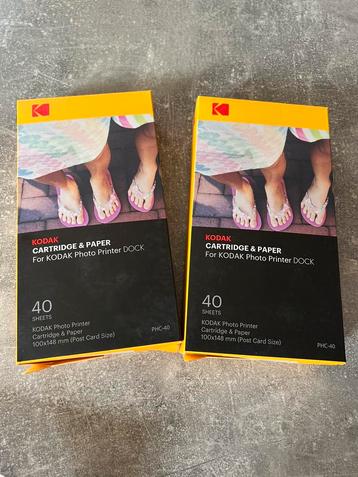 KODAK
CARTRIDGE & PAPER
For KODAK Photo Printer DOCK
40
SHEETS
KODAK Photo Printer
Cartridge & Paper
100x148 mm (Post Card Size)
PHC-40
KODAK
CARTRIDGE & PAPER
For KODAK Photo Printer DOCK
40
SHEETS
KODAK Photo Printer
Cartridge & Paper
100x148 mm (Post Card Size)
PHC-40